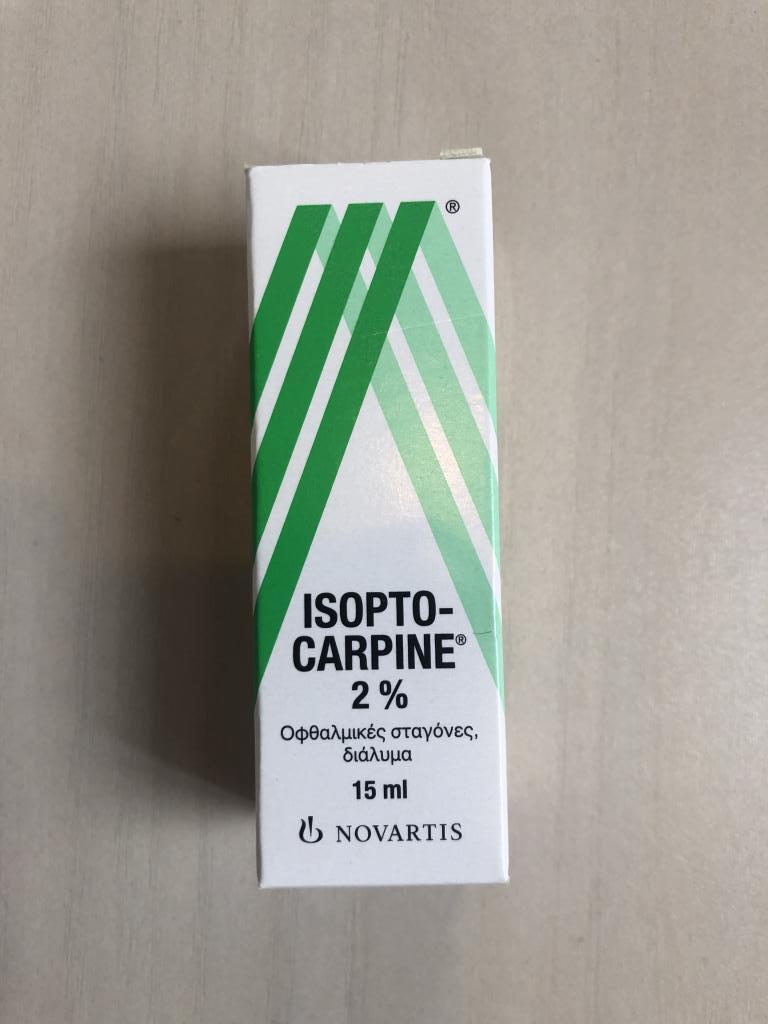 ®
ISOPTO-
CARPINE®
2 %
Οφθαλμικές σταγόνες,
διάλυμα
15 ml
NOVARTIS